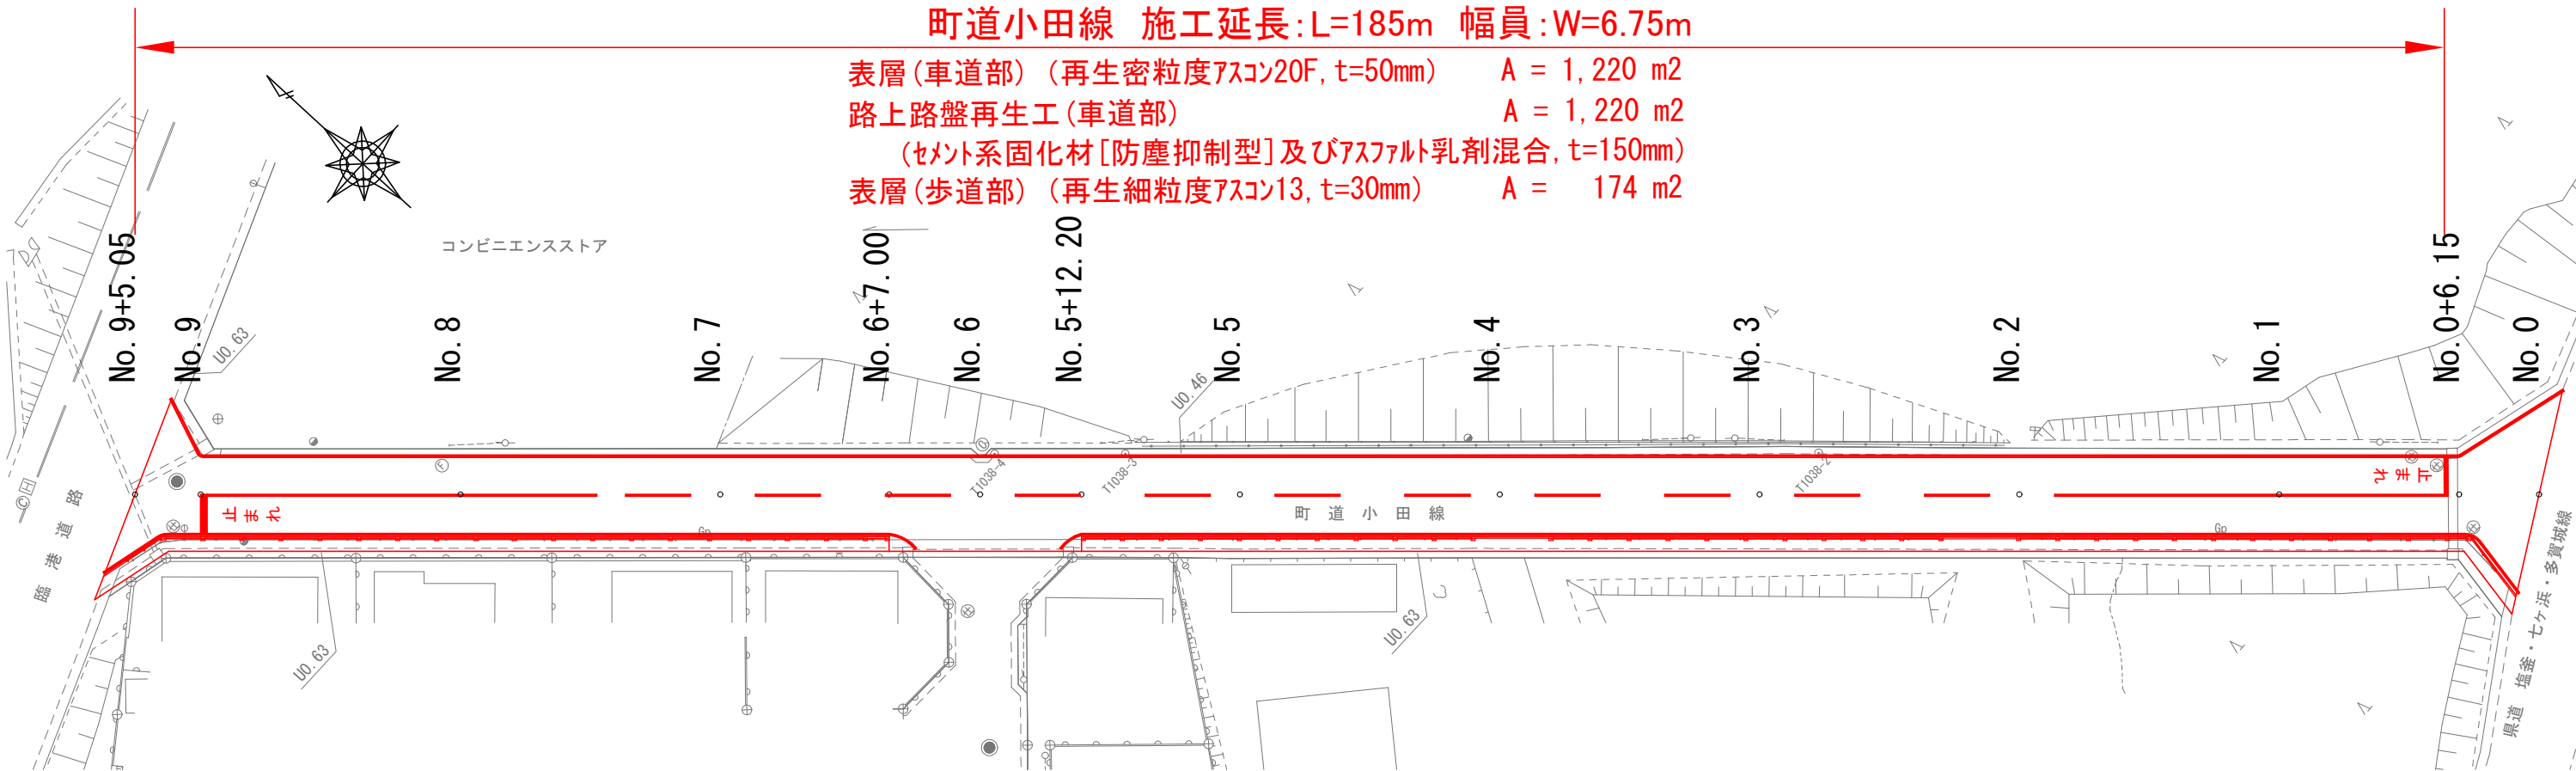 町道小田線 施工延長:L=185m 幅員:W=6.75m
表層(車道部) (再生密粒度アスコン20F, t=50mm) A = 1,220 m2
路上路盤再生工(車道部) A = 1,220 m2
(セメント系固化材[防塵抑制型]及びアスファルト乳剤混合, t=150mm)
表層(歩道部) (再生細粒度アスコン13, t=30mm) A = 174 m2
コンビニエンスストア
No. 9+5. 05
No. 9
No. 8
No. 7
No. 6+7. 00
No. 6
No. 5+12. 20
No. 5
No. 4
No. 3
No. 2
No. 1
No. 0+6. 15
No. 0
U0. 63
U0. 46
T1038-4
T1038-3
T1038-2
止まれ
止まれ
町道小田線
Gp
Gp
臨港道路
県道 塩釜・七ヶ浜・多賀城線
U0. 63
U0. 63